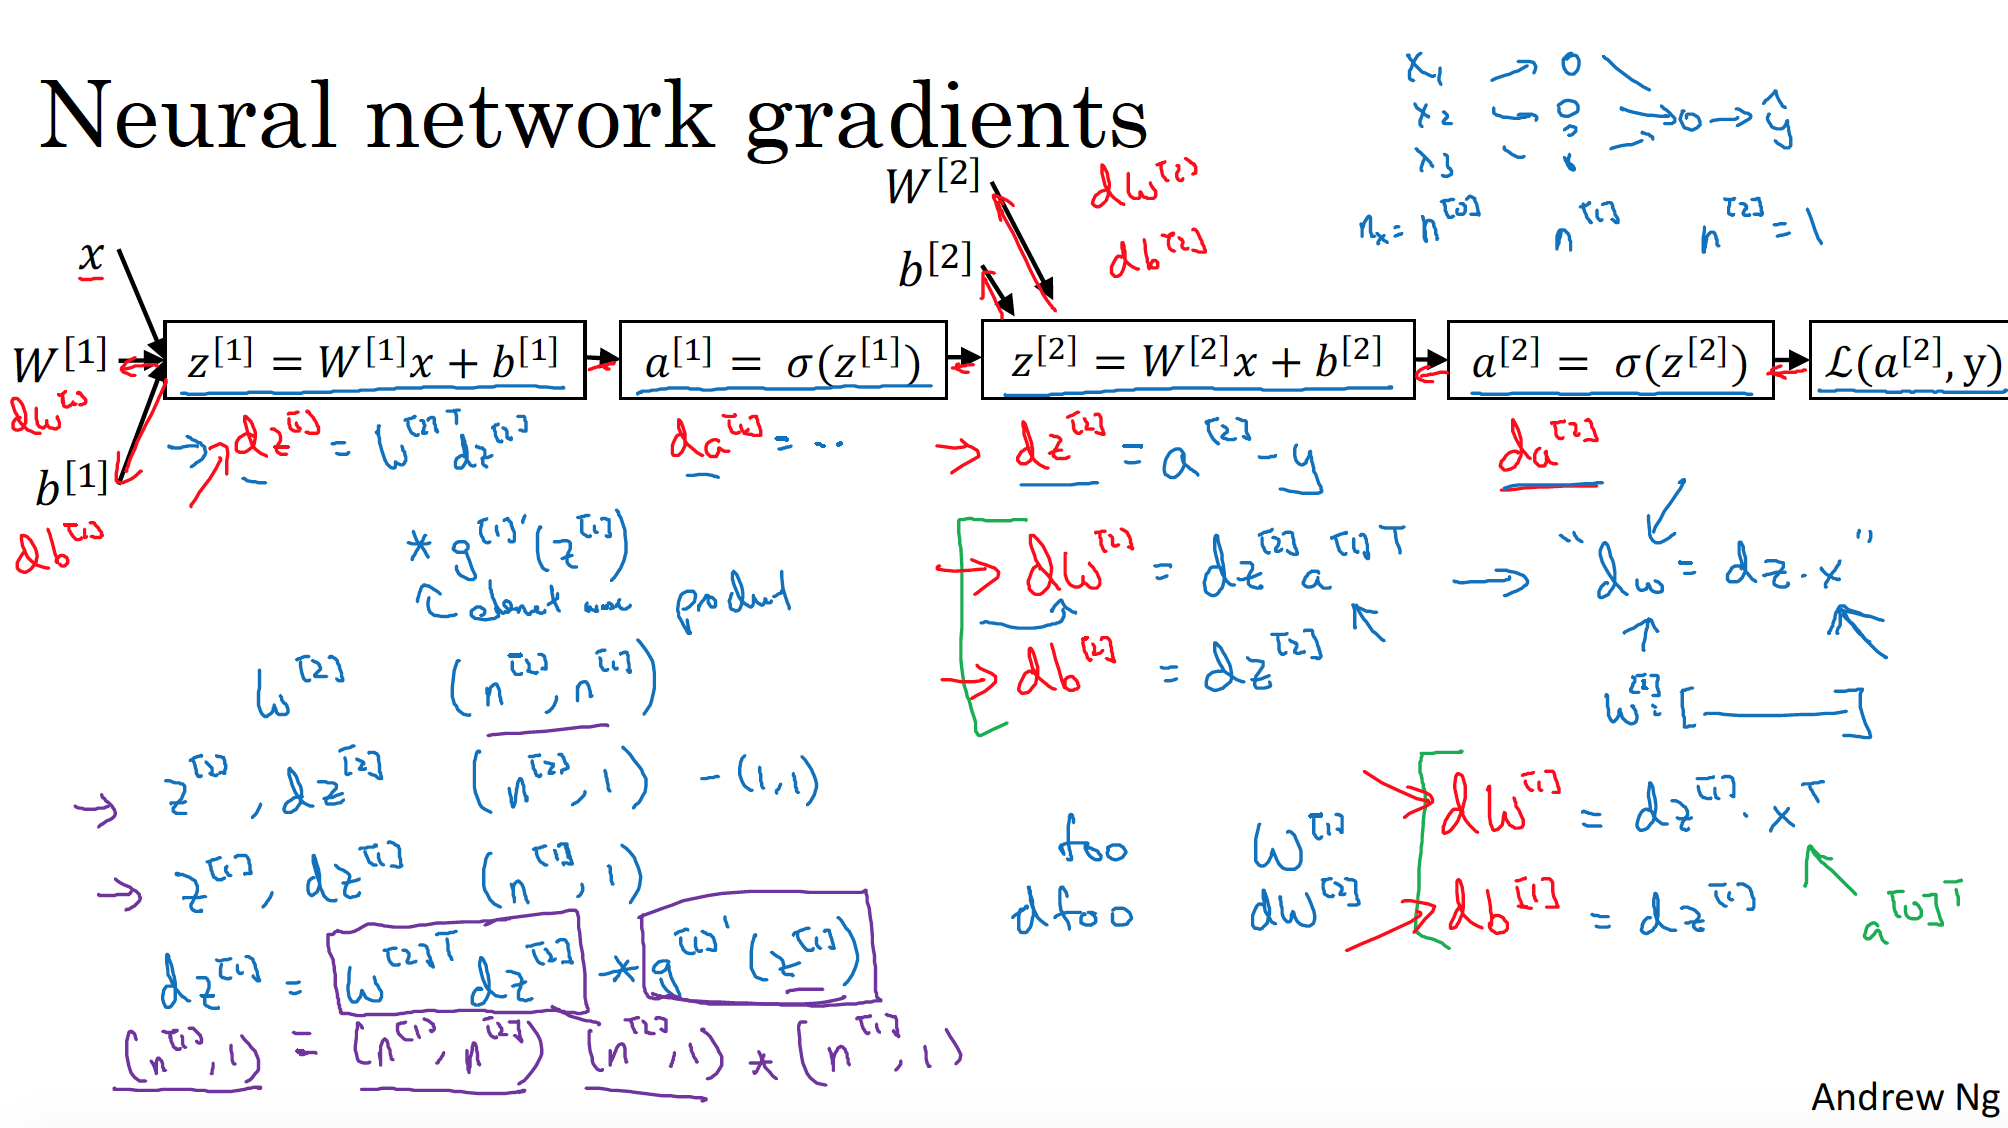 Neural network gradients
x₁ → o
x₂ → o → o → ŷ
x₃
nₓ = n^[0] n^[1] n^[2] = 1
W^[2] dw^[2]
b^[2] db^[2]
x
W^[1] z^[1] = W^[1]x + b^[1] a^[1] = σ(z^[1]) z^[2] = W^[2]x + b^[2] a^[2] = σ(z^[2]) ℒ(a^[2], y)
dw^[1]
b^[1]
db^[1]
→ dz^[1] = W^[2]T dz^[2] da^[1] = ·· → dz^[2] = a^[2] - y da^[2]
* g^[1]'(z^[1])
↑ element wise product
→ dw^[2] = dz^[2] a^[1]T → "dw = dz · x"
→ db^[2] = dz^[2]
W^[2] (n^[2], n^[1])
→ z^[2], dz^[2] (n^[2], 1) - (1,1)
→ z^[1], dz^[1] (n^[1], 1)
dz^[1] = W^[2]T dz^[2] * g^[1]'(z^[1])
(n^[1], 1) = (n^[1], n^[2]) (n^[2], 1) * (n^[1], 1)
foo W^[1]
dfoo dW^[2]
dW^[1] = dz^[1] · x^T
db^[1] = dz^[1] a^[0]T
Andrew Ng